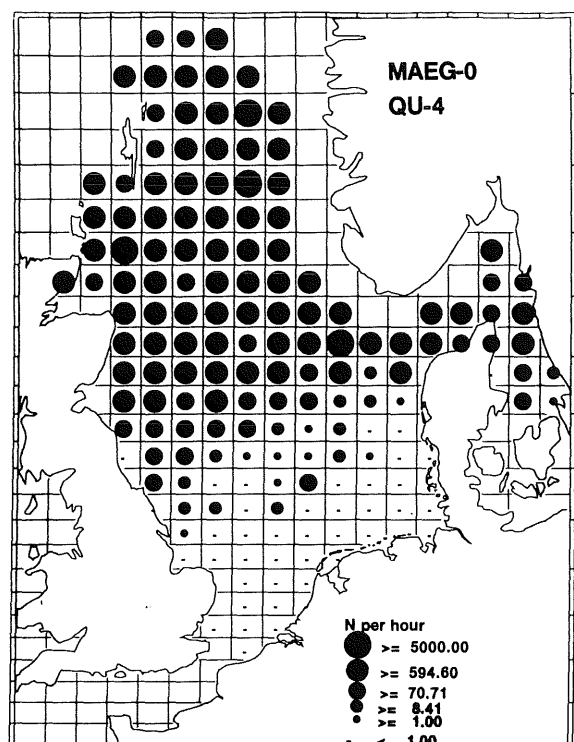 MAEG-0
QU-4
N per hour
>= 5000.00
>= 594.60
>= 70.71
>= 8.41
>= 1.00
< 1.00